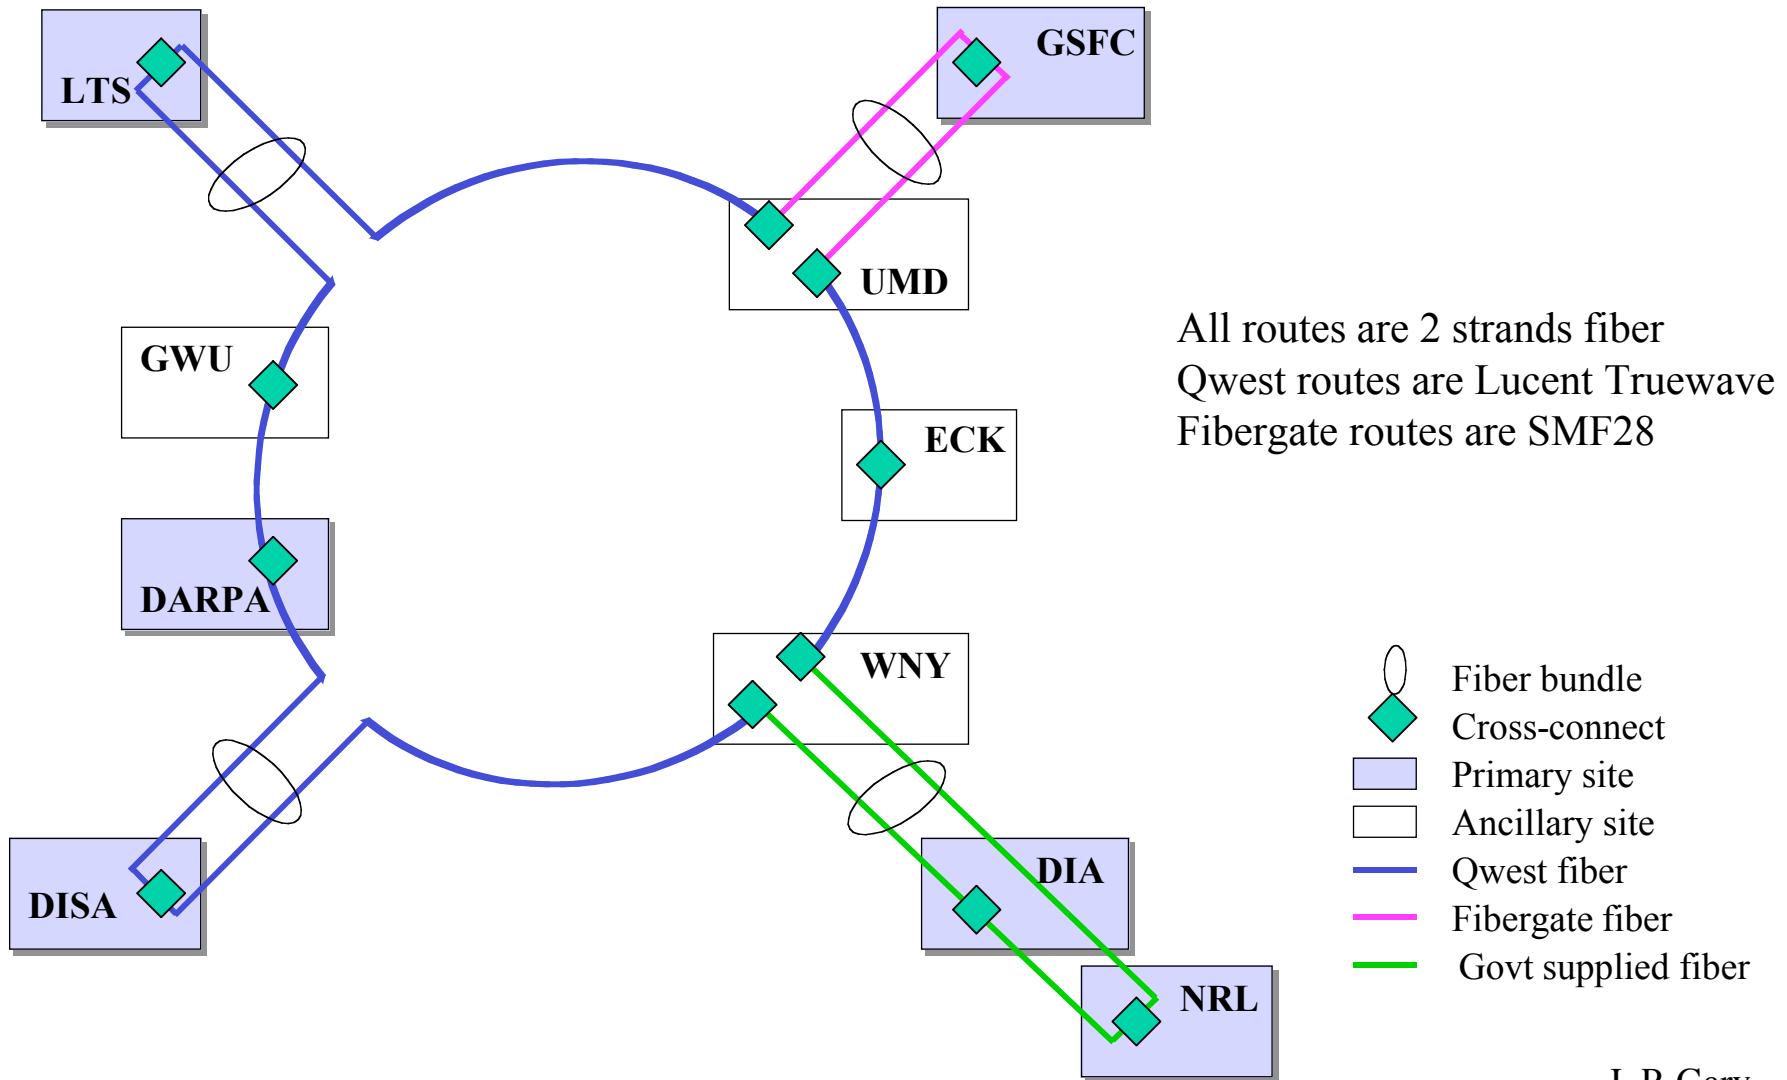 LTS
GSFC
UMD
GWU
ECK
DARPA
WNY
DISA
DIA
NRL
All routes are 2 strands fiber
Qwest routes are Lucent Truewave
Fibergate routes are SMF28
Fiber bundle
Cross-connect
Primary site
Ancillary site
Qwest fiber
Fibergate fiber
Govt supplied fiber